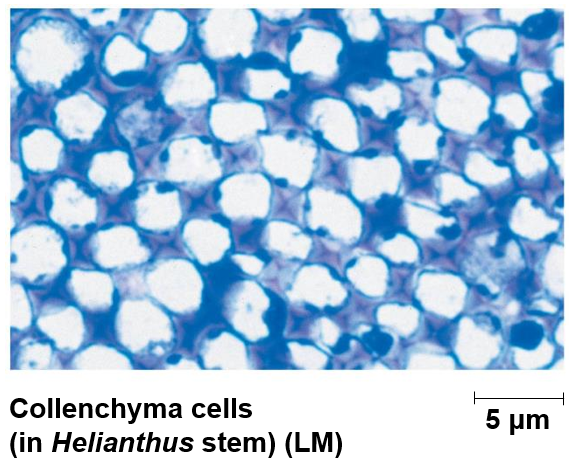 Collenchyma cells
(in Helianthus stem) (LM)
5 µm